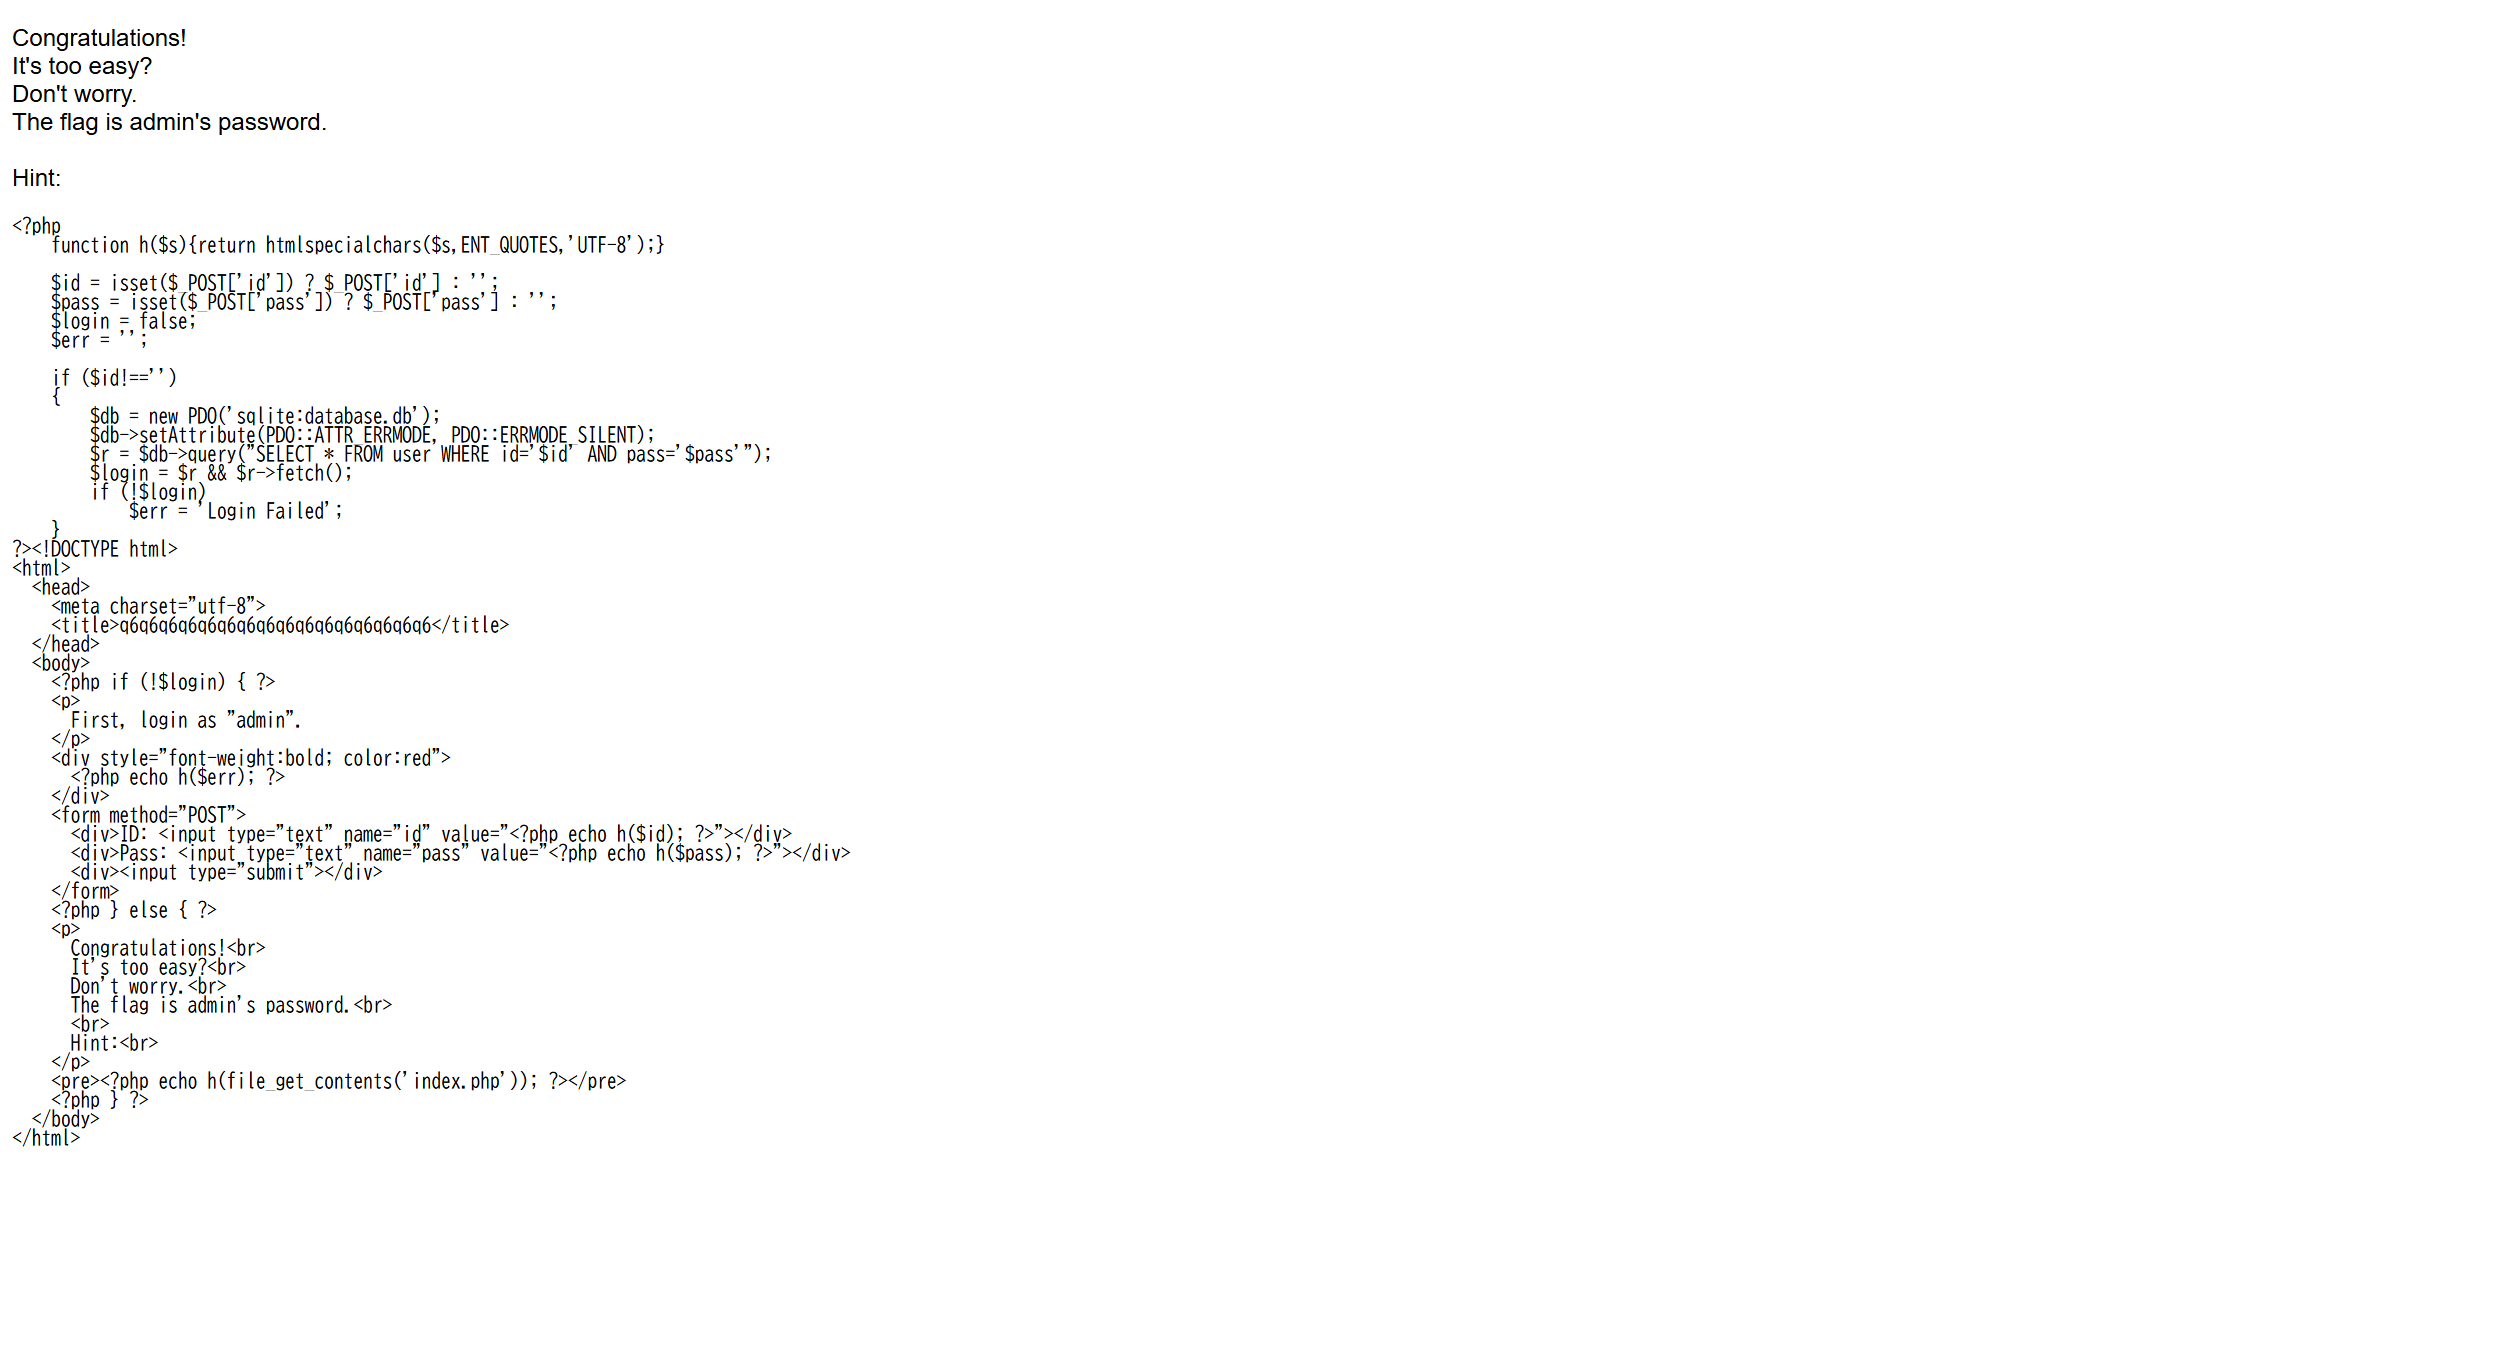 Congratulations!
It's too easy?
Don't worry.
The flag is admin's password.
Hint:
<?php
    function h($s){return htmlspecialchars($s,ENT_QUOTES,'UTF-8');}
    $id = isset($_POST['id']) ? $_POST['id'] : '';
    $pass = isset($_POST['pass']) ? $_POST['pass'] : '';
    $login = false;
    $err = '';
    if ($id!=='')
    {
        $db = new PDO('sqlite:database.db');
        $db->setAttribute(PDO::ATTR_ERRMODE, PDO::ERRMODE_SILENT);
        $r = $db->query("SELECT * FROM user WHERE id='$id' AND pass='$pass'");
        $login = $r && $r->fetch();
        if (!$login)
            $err = 'Login Failed';
    }
?><!DOCTYPE html>
<html>
  <head>
    <meta charset="utf-8">
    <title>q6q6q6q6q6q6q6q6q6q6q6q6q6q6q6q6</title>
  </head>
  <body>
    <?php if (!$login) { ?>
    <p>
      First, login as "admin".
    </p>
    <div style="font-weight:bold; color:red">
      <?php echo h($err); ?>
    </div>
    <form method="POST">
      <div>ID: <input type="text" name="id" value="<?php echo h($id); ?>"></div>
      <div>Pass: <input type="text" name="pass" value="<?php echo h($pass); ?>"></div>
      <div><input type="submit"></div>
    </form>
    <?php } else { ?>
    <p>
      Congratulations!<br>
      It's too easy?<br>
      Don't worry.<br>
      The flag is admin's password.<br>
      <br>
      Hint:<br>
    </p>
    <pre><?php echo h(file_get_contents('index.php')); ?></pre>
    <?php } ?>
  </body>
</html>